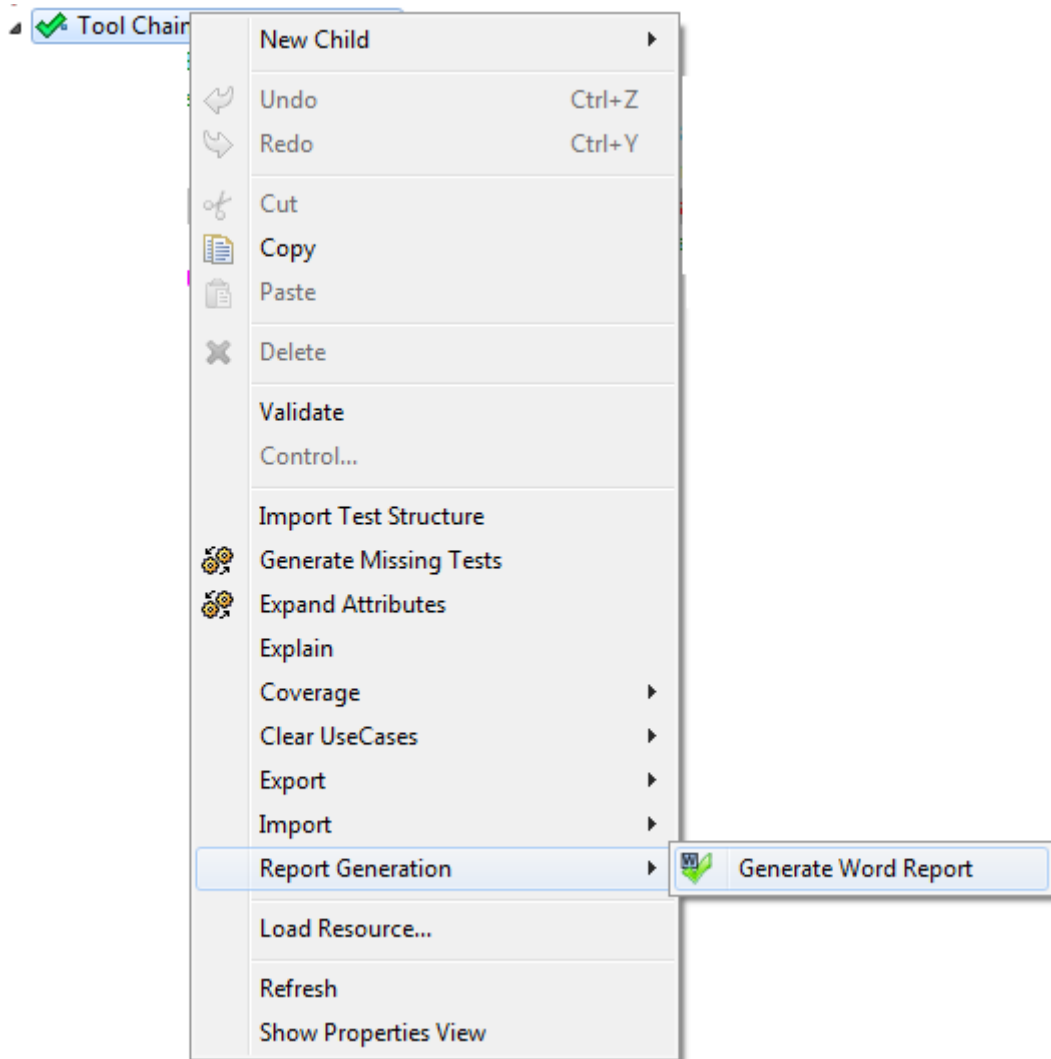 Tool Chain
New Child
Undo Ctrl+Z
Redo Ctrl+Y
Cut
Copy
Paste
Delete
Validate
Control...
Import Test Structure
Generate Missing Tests
Expand Attributes
Explain
Coverage
Clear UseCases
Export
Import
Report Generation
Generate Word Report
Load Resource...
Refresh
Show Properties View